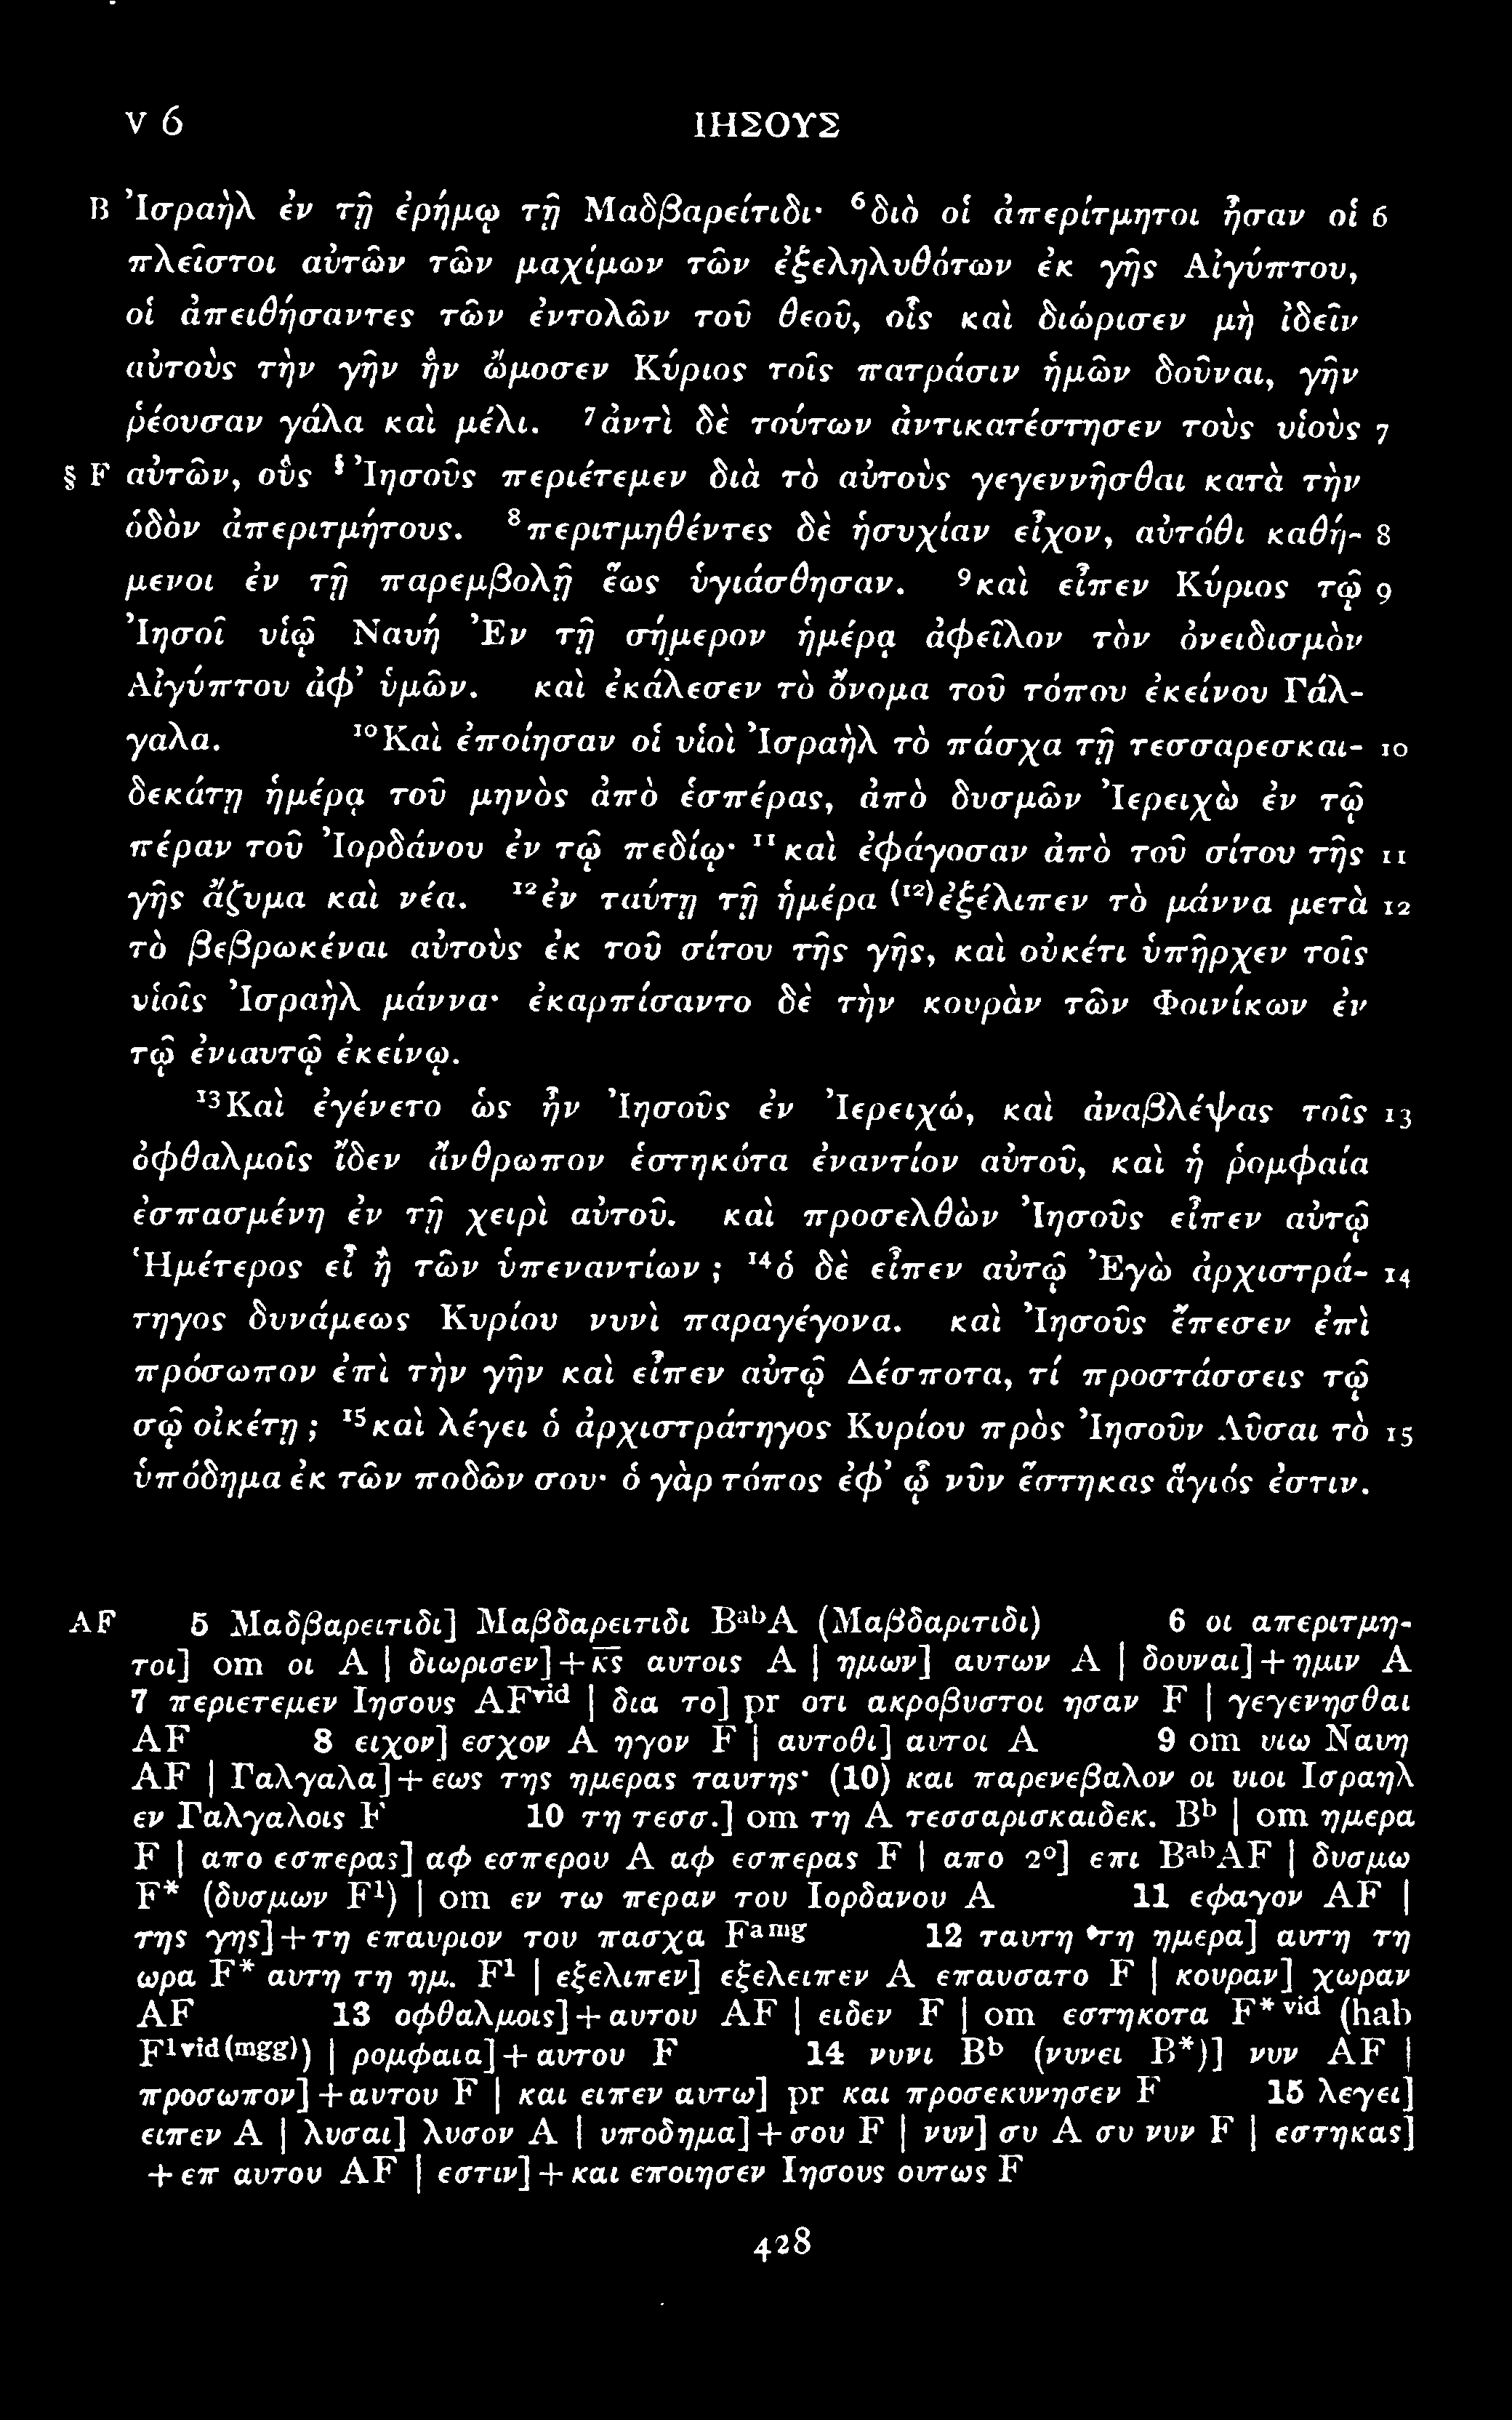 V 6 ΙΗΣΟΥΣ
B Ἰσραὴλ ἐν τῇ ἐρήμῳ τῇ Μαδβαρείτιδι· ⁶διὸ οἱ ἀπερίτμητοι ἦσαν οἱ 6
πλεῖστοι αὐτῶν τῶν μαχίμων τῶν ἐξεληλυθότων ἐκ γῆς Αἰγύπτου,
οἱ ἀπειθήσαντες τῶν ἐντολῶν τοῦ θεοῦ, οἷς καὶ διώρισεν μὴ ἰδεῖν
αὐτοὺς τὴν γῆν ἣν ὤμοσεν Κύριος τοῖς πατράσιν ἡμῶν δοῦναι, γῆν
ῥέουσαν γάλα καὶ μέλι. ⁷ἀντὶ δὲ τούτων ἀντικατέστησεν τοὺς υἱοὺς 7
§ F αὐτῶν, οὓς §Ἰησοῦς περιέτεμεν διὰ τὸ αὐτοὺς γεγεννῆσθαι κατὰ τὴν
ὁδὸν ἀπεριτμήτους. ⁸περιτμηθέντες δὲ ἡσυχίαν εἶχον, αὐτόθι καθή- 8
μενοι ἐν τῇ παρεμβολῇ ἕως ὑγιάσθησαν. ⁹καὶ εἶπεν Κύριος τῷ 9
Ἰησοῖ υἱῷ Ναυή Ἐν τῇ σήμερον ἡμέρᾳ ἀφεῖλον τὸν ὀνειδισμὸν
Αἰγύπτου ἀφ’ ὑμῶν. καὶ ἐκάλεσεν τὸ ὄνομα τοῦ τόπου ἐκείνου Γάλ-
γαλα. ¹⁰Καὶ ἐποίησαν οἱ υἱοὶ Ἰσραὴλ τὸ πάσχα τῇ τεσσαρεσκαι- 10
δεκάτῃ ἡμέρᾳ τοῦ μηνὸς ἀπὸ ἑσπέρας, ἀπὸ δυσμῶν Ἰερειχὼ ἐν τῷ
πέραν τοῦ Ἰορδάνου ἐν τῷ πεδίῳ· ¹¹καὶ ἐφάγοσαν ἀπὸ τοῦ σίτου τῆς 11
γῆς ἄζυμα καὶ νέα. ¹²ἐν ταύτῃ τῇ ἡμέρα ⁽¹²⁾ἐξέλιπεν τὸ μάννα μετὰ 12
τὸ βεβρωκέναι αὐτοὺς ἐκ τοῦ σίτου τῆς γῆς, καὶ οὐκέτι ὑπῆρχεν τοῖς
υἱοῖς Ἰσραὴλ μάννα· ἐκαρπίσαντο δὲ τὴν κουρὰν τῶν Φοινίκων ἐν
τῷ ἐνιαυτῷ ἐκείνῳ.
¹³Καὶ ἐγένετο ὡς ἦν Ἰησοῦς ἐν Ἰερειχώ, καὶ ἀναβλέψας τοῖς 13
ὀφθαλμοῖς ἴδεν ἄνθρωπον ἑστηκότα ἐναντίον αὐτοῦ, καὶ ἡ ῥομφαία
ἐσπασμένη ἐν τῇ χειρὶ αὐτοῦ. καὶ προσελθὼν Ἰησοῦς εἶπεν αὐτῷ
Ἡμέτερος εἶ ἢ τῶν ὑπεναντίων ; ¹⁴ὁ δὲ εἶπεν αὐτῷ Ἐγὼ ἀρχιστρά- 14
τηγος δυνάμεως Κυρίου νυνὶ παραγέγονα. καὶ Ἰησοῦς ἔπεσεν ἐπὶ
πρόσωπον ἐπὶ τὴν γῆν καὶ εἶπεν αὐτῷ Δέσποτα, τί προστάσσεις τῷ
σῷ οἰκέτῃ ; ¹⁵καὶ λέγει ὁ ἀρχιστράτηγος Κυρίου πρὸς Ἰησοῦν Λῦσαι τὸ 15
ὑπόδημα ἐκ τῶν ποδῶν σου· ὁ γὰρ τόπος ἐφ’ ᾧ νῦν ἕστηκας ἅγιός ἐστιν.
AF 5 Μαδβαρειτιδι] Μαβδαρειτιδι BᵃᵇA (Μαβδαριτιδι) 6 οι απεριτμη-
τοι] om οι A | διωρισεν]+κ̅ς̅ αυτοις A | ημων] αυτων A | δουναι]+ημιν A
7 περιετεμεν Ιησους AFᵛⁱᵈ | δια το] pr οτι ακροβυστοι ησαν F | γεγενησθαι
AF 8 ειχον] εσχον A ηγον F | αυτοθι] αυτοι A 9 om υιω Ναυη
AF | Γαλγαλα]+εως της ημερας ταυτης· (10) και παρενεβαλον οι υιοι Ισραηλ
εν Γαλγαλοις F 10 τη τεσσ.] om τη A τεσσαρισκαιδεκ. Bᵇ | om ημερα
F | απο εσπερας] αφ εσπερου A αφ εσπερας F | απο 2°] επι BᵃᵇAF | δυσμω
F* (δυσμων F¹) | om εν τω περαν του Ιορδανου A 11 εφαγον AF |
της γης]+τη επαυριον του πασχα Fᵃᵐᵍ 12 ταυτη τη ημερα] αυτη τη
ωρα F* αυτη τη ημ. F¹ | εξελιπεν] εξελειπεν A επαυσατο F | κουραν] χωραν
AF 13 οφθαλμοις]+αυτου AF | ειδεν F | om εστηκοτα F*ᵛⁱᵈ (hab
F¹ᵛⁱᵈ⁽ᵐᵍᵍ⁾) | ρομφαια]+αυτου F 14 νυνι Bᵇ (νυνει B*)] νυν AF |
προσωπον]+αυτου F | και ειπεν αυτω] pr και προσεκυνησεν F 15 λεγει]
ειπεν A | λυσαι] λυσον A | υποδημα]+σου F | νυν] συ A συ νυν F | εστηκας]
+επ αυτου AF | εστιν]+και εποιησεν Ιησους ουτως F
428